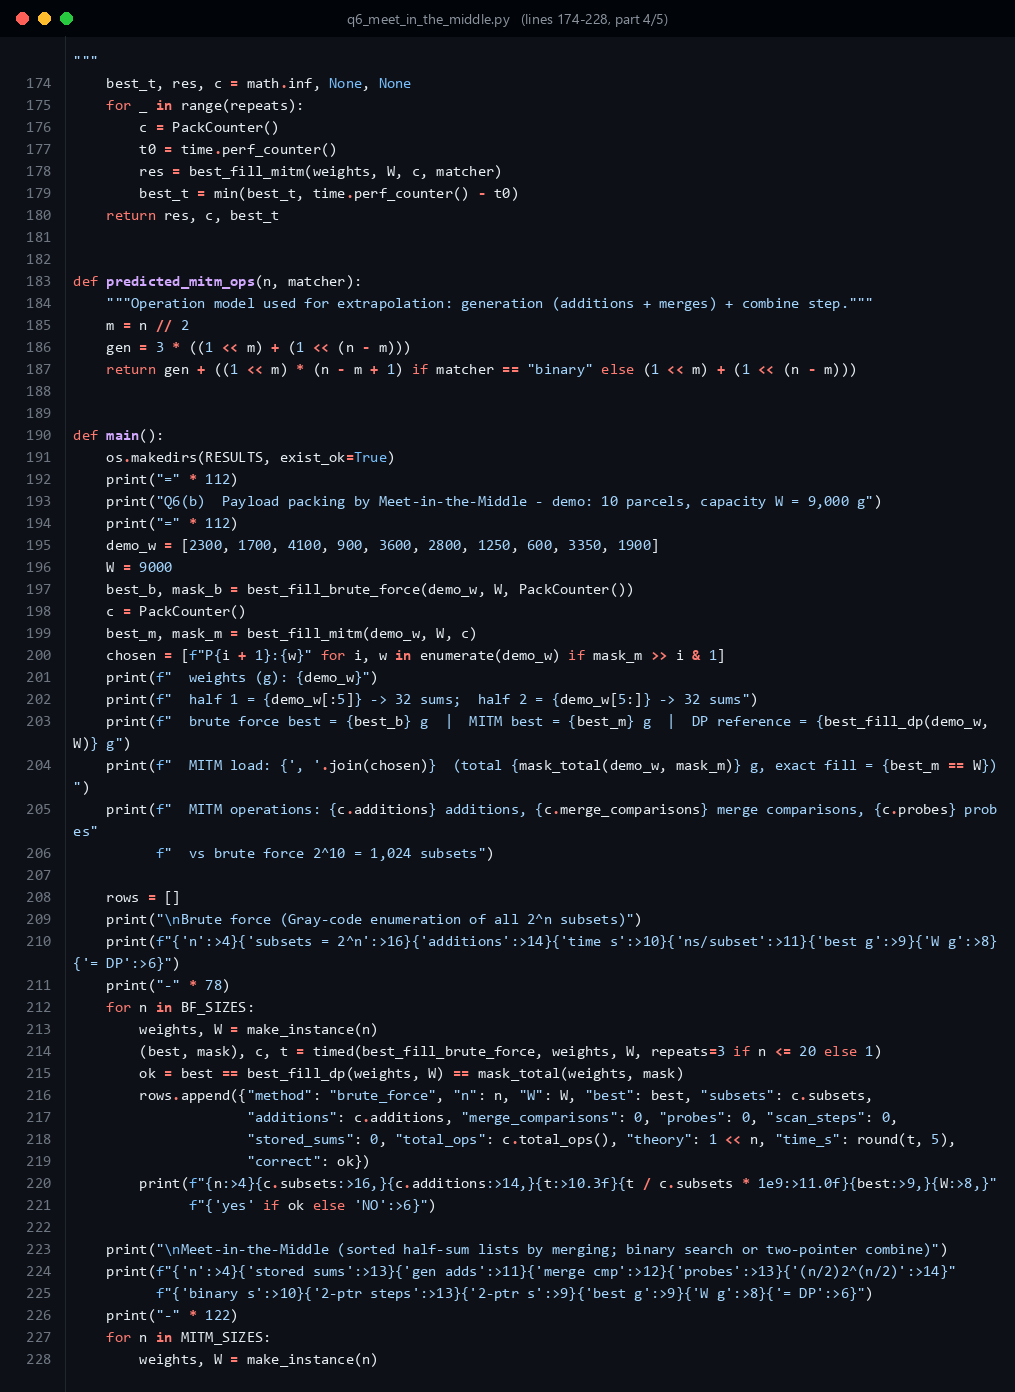 q6_meet_in_the_middle.py   (lines 174-228, part 4/5)
"""
174     best_t, res, c = math.inf, None, None
175     for _ in range(repeats):
176         c = PackCounter()
177         t0 = time.perf_counter()
178         res = best_fill_mitm(weights, W, c, matcher)
179         best_t = min(best_t, time.perf_counter() - t0)
180     return res, c, best_t
181
182
183 def predicted_mitm_ops(n, matcher):
184     """Operation model used for extrapolation: generation (additions + merges) + combine step."""
185     m = n // 2
186     gen = 3 * ((1 << m) + (1 << (n - m)))
187     return gen + ((1 << m) * (n - m + 1) if matcher == "binary" else (1 << m) + (1 << (n - m)))
188
189
190 def main():
191     os.makedirs(RESULTS, exist_ok=True)
192     print("=" * 112)
193     print("Q6(b)  Payload packing by Meet-in-the-Middle - demo: 10 parcels, capacity W = 9,000 g")
194     print("=" * 112)
195     demo_w = [2300, 1700, 4100, 900, 3600, 2800, 1250, 600, 3350, 1900]
196     W = 9000
197     best_b, mask_b = best_fill_brute_force(demo_w, W, PackCounter())
198     c = PackCounter()
199     best_m, mask_m = best_fill_mitm(demo_w, W, c)
200     chosen = [f"P{i + 1}:{w}" for i, w in enumerate(demo_w) if mask_m >> i & 1]
201     print(f"  weights (g): {demo_w}")
202     print(f"  half 1 = {demo_w[:5]} -> 32 sums;  half 2 = {demo_w[5:]} -> 32 sums")
203     print(f"  brute force best = {best_b} g  |  MITM best = {best_m} g  |  DP reference = {best_fill_dp(demo_w,
W)} g")
204     print(f"  MITM load: {', '.join(chosen)}  (total {mask_total(demo_w, mask_m)} g, exact fill = {best_m == W})
")
205     print(f"  MITM operations: {c.additions} additions, {c.merge_comparisons} merge comparisons, {c.probes} prob
es"
206           f"  vs brute force 2^10 = 1,024 subsets")
207
208     rows = []
209     print("\nBrute force (Gray-code enumeration of all 2^n subsets)")
210     print(f"{'n':>4}{'subsets = 2^n':>16}{'additions':>14}{'time s':>10}{'ns/subset':>11}{'best g':>9}{'W g':>8}
{'= DP':>6}")
211     print("-" * 78)
212     for n in BF_SIZES:
213         weights, W = make_instance(n)
214         (best, mask), c, t = timed(best_fill_brute_force, weights, W, repeats=3 if n <= 20 else 1)
215         ok = best == best_fill_dp(weights, W) == mask_total(weights, mask)
216         rows.append({"method": "brute_force", "n": n, "W": W, "best": best, "subsets": c.subsets,
217                      "additions": c.additions, "merge_comparisons": 0, "probes": 0, "scan_steps": 0,
218                      "stored_sums": 0, "total_ops": c.total_ops(), "theory": 1 << n, "time_s": round(t, 5),
219                      "correct": ok})
220         print(f"{n:>4}{c.subsets:>16,}{c.additions:>14,}{t:>10.3f}{t / c.subsets * 1e9:>11.0f}{best:>9,}{W:>8,}"
221               f"{'yes' if ok else 'NO':>6}")
222
223     print("\nMeet-in-the-Middle (sorted half-sum lists by merging; binary search or two-pointer combine)")
224     print(f"{'n':>4}{'stored sums':>13}{'gen adds':>11}{'merge cmp':>12}{'probes':>13}{'(n/2)2^(n/2)':>14}"
225           f"{'binary s':>10}{'2-ptr steps':>13}{'2-ptr s':>9}{'best g':>9}{'W g':>8}{'= DP':>6}")
226     print("-" * 122)
227     for n in MITM_SIZES:
228         weights, W = make_instance(n)